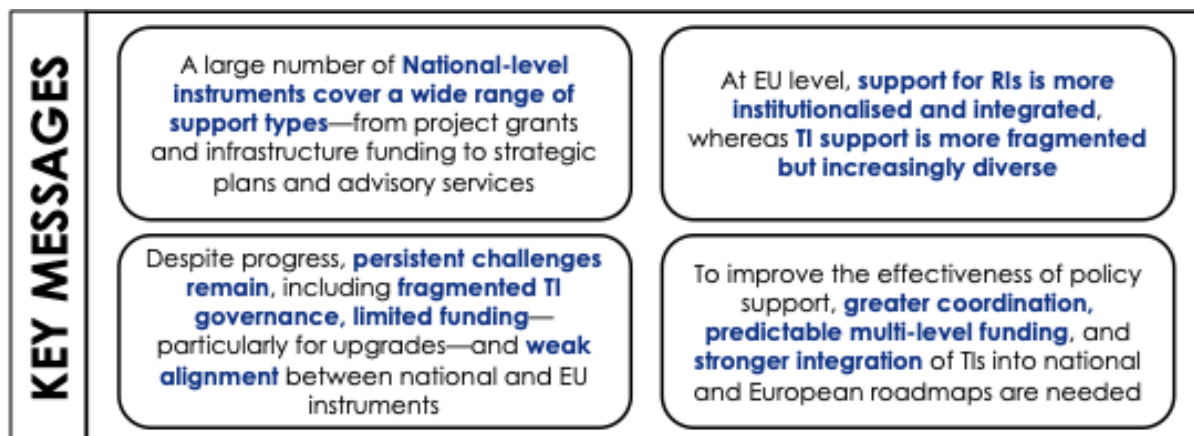 KEY MESSAGES
A large number of National-level
instruments cover a wide range of
support types—from project grants
and infrastructure funding to strategic
plans and advisory services
At EU level, support for RIs is more
institutionalised and integrated,
whereas TI support is more fragmented
but increasingly diverse
Despite progress, persistent challenges
remain, including fragmented TI
governance, limited funding—
particularly for upgrades—and weak
alignment between national and EU
instruments
To improve the effectiveness of policy
support, greater coordination,
predictable multi-level funding, and
stronger integration of TIs into national
and European roadmaps are needed